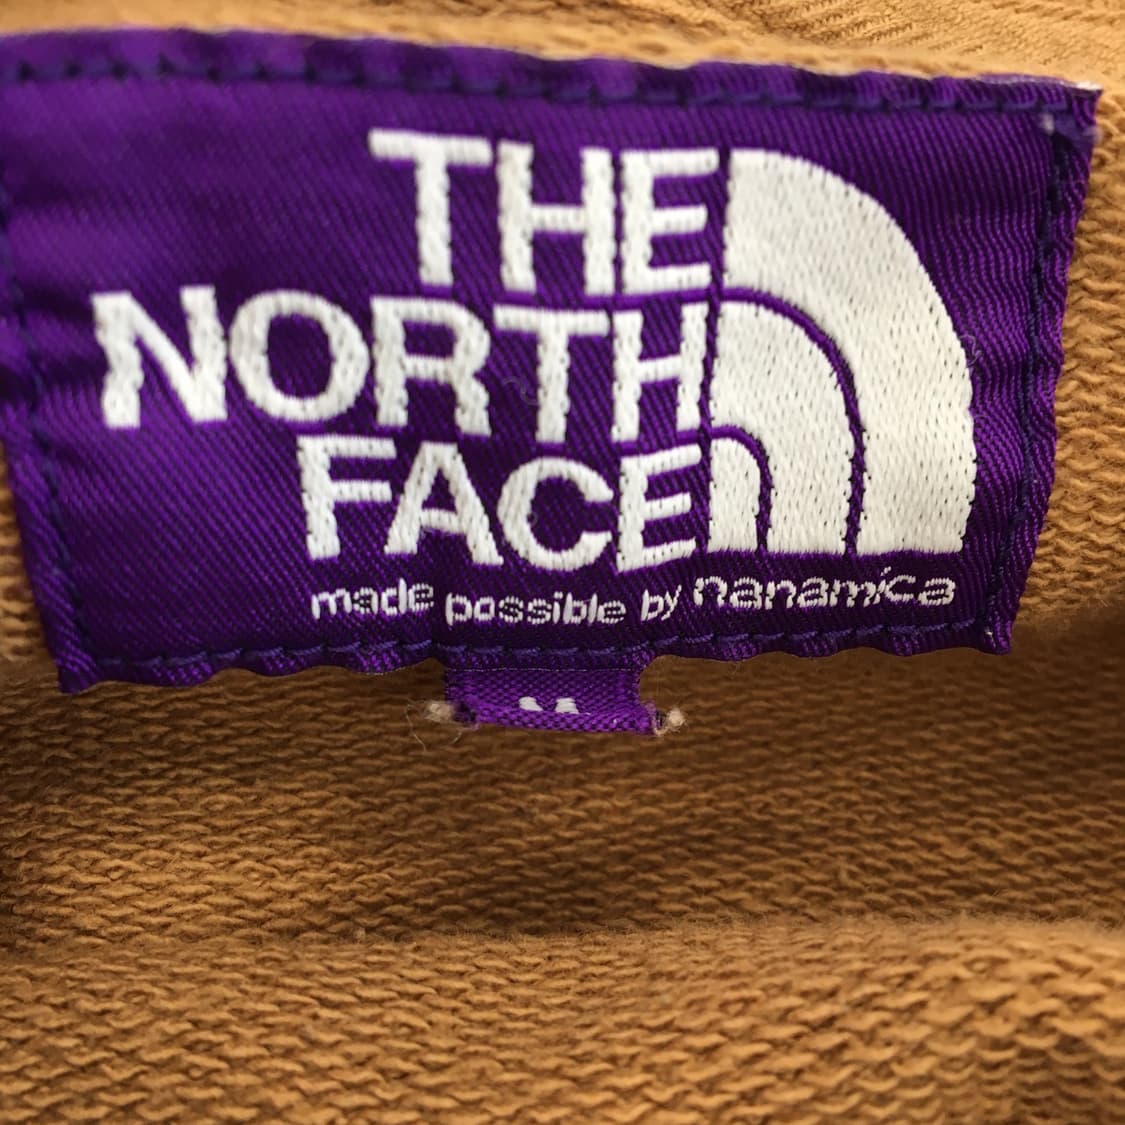 THE
NORTH
FACE
made possible by nanamica